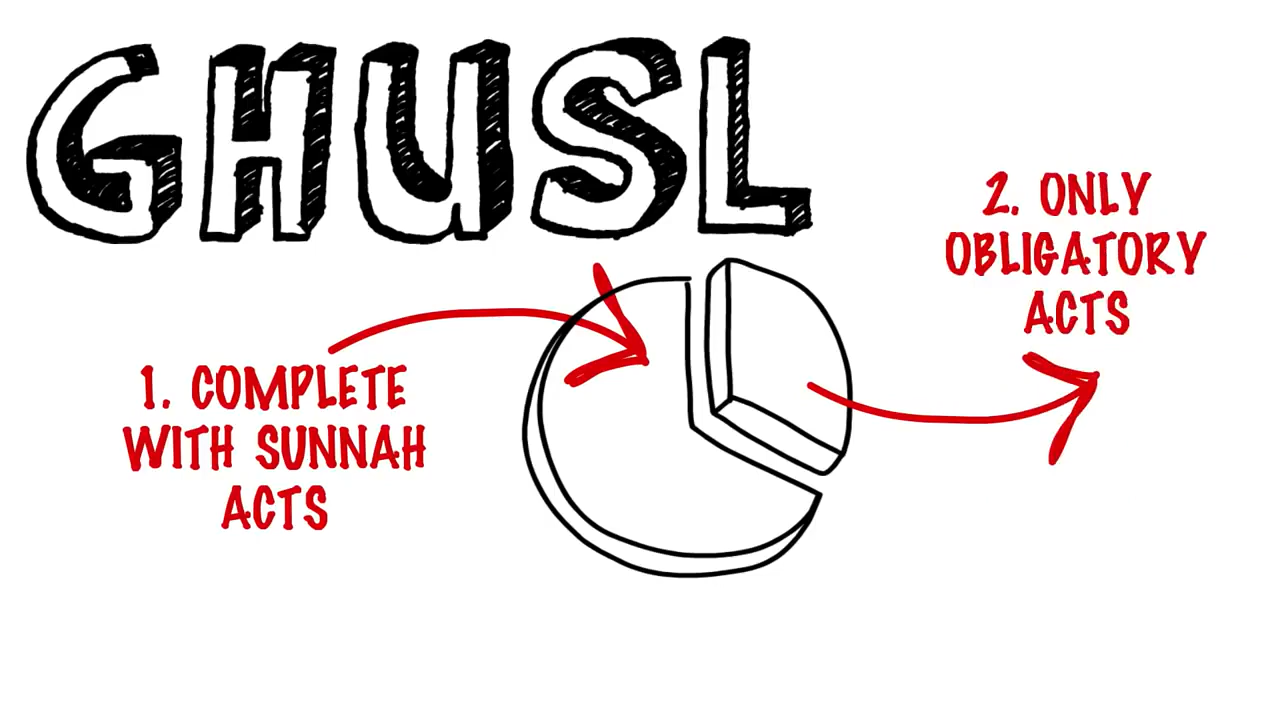 GHUSL
1. COMPLETE
WITH SUNNAH
ACTS
2. ONLY
OBLIGATORY
ACTS